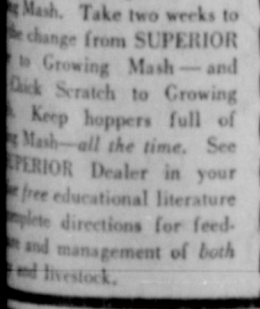 Mash. Take two weeks to
change from SUPERIOR
to Growing Mash — and
Chick Scratch to Growing
Keep hoppers full of
Mash—all the time. See
SUPERIOR Dealer in your
free educational literature
complete directions for feed-
and management of both
and livestock.